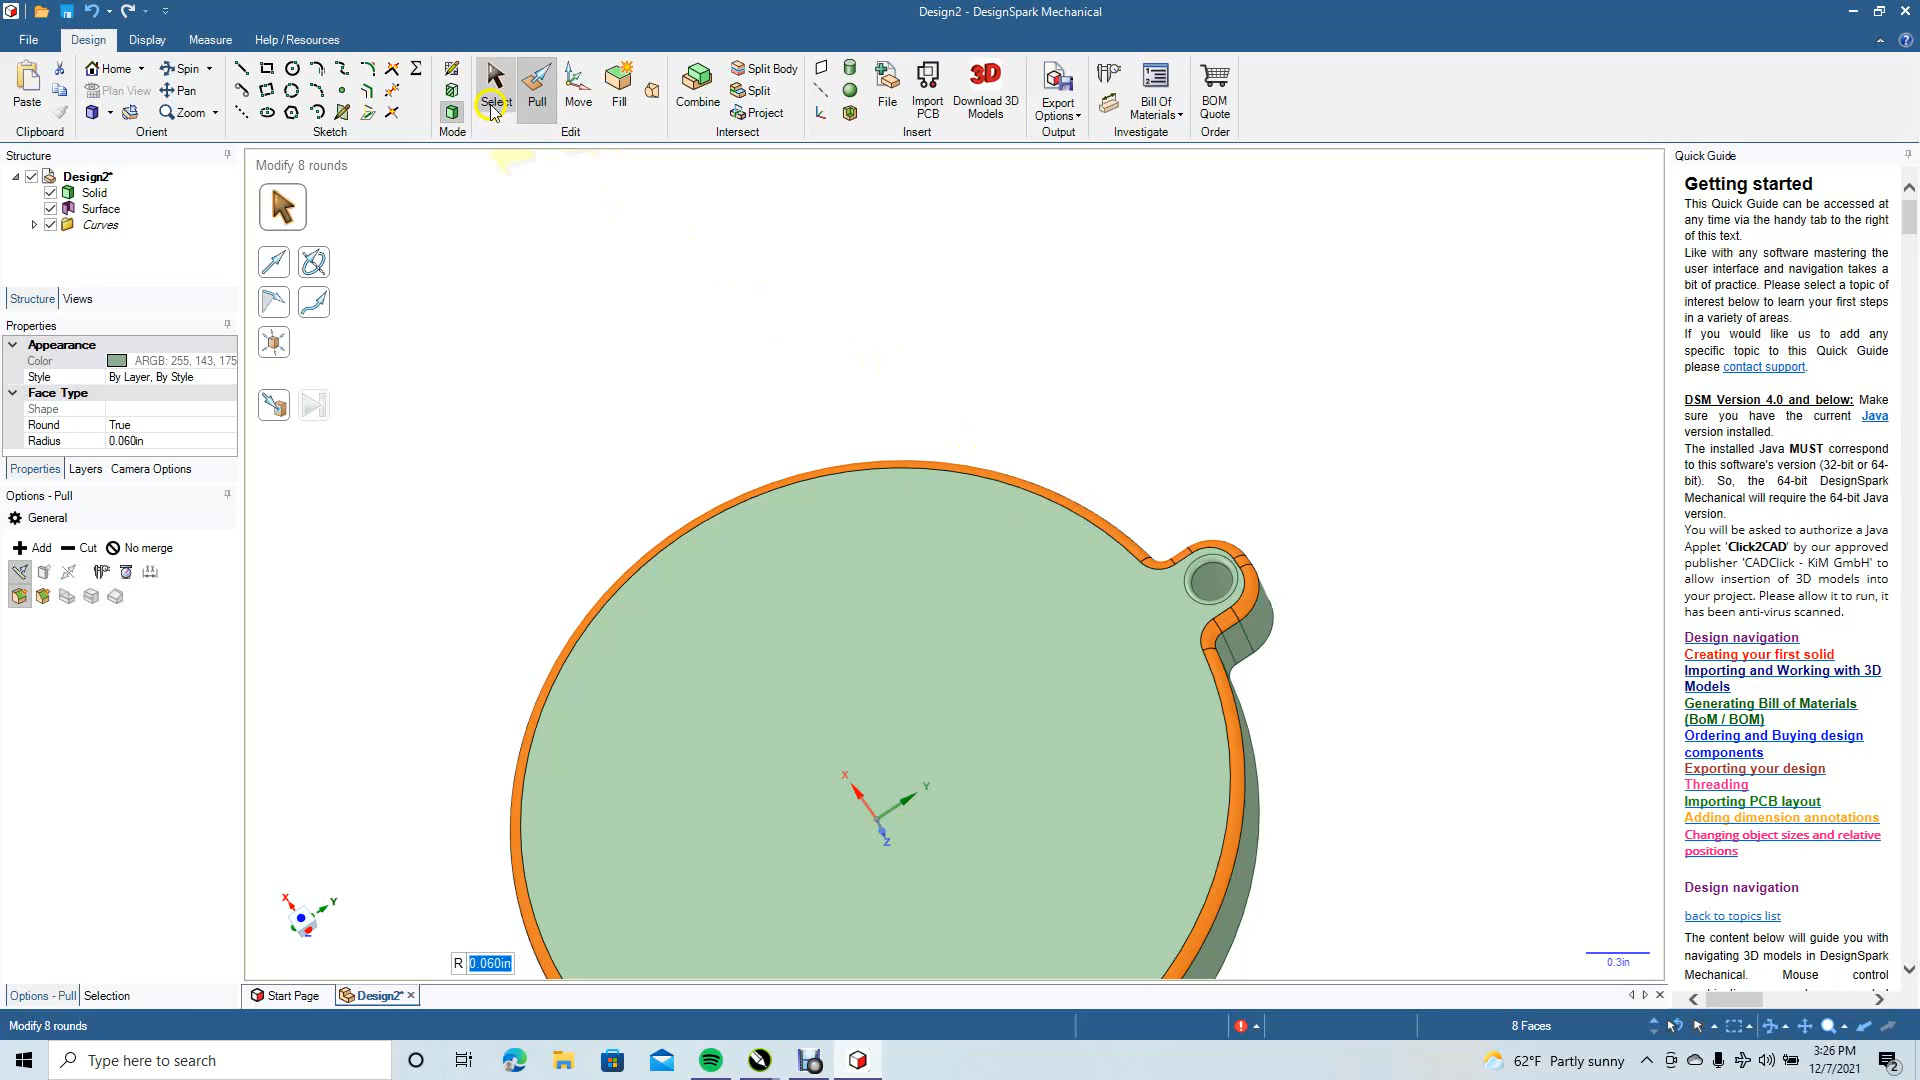 Design2 - DesignSpark Mechanical
File
Design
Display
Measure
Help / Resources
Paste
Home
Spin
Plan View
Pan
Zoom
Select
Pull
Move
Fill
Combine
Split Body
Split
Project
File
Import
PCB
Download 3D
Models
Export
Options
Bill Of
Materials
BOM
Quote
Clipboard
Orient
Sketch
Mode
Edit
Intersect
Insert
Output
Investigate
Order
Structure
Design2*
Solid
Surface
Curves
Structure
Views
Properties
Appearance
Color
ARGB: 255, 143, 175
Style
By Layer, By Style
Face Type
Shape
Round
True
Radius
0.060in
Properties
Layers
Camera Options
Options - Pull
General
Add
Cut
No merge
Options - Pull
Selection
Modify 8 rounds
X
Y
Z
X
Y
Z
R
0.060in
0.3in
Start Page
Design2*
Quick Guide
Getting started
This Quick Guide can be accessed at
any time via the handy tab to the right
of this text.
Like with any software mastering the
user interface and navigation takes a
bit of practice. Please select a topic of
interest below to learn your first steps
in a variety of areas.
If you would like us to add any
specific topic to this Quick Guide
please contact support.
DSM Version 4.0 and below: Make
sure you have the current Java
version installed.
The installed Java MUST correspond
to this software's version (32-bit or 64-
bit). So, the 64-bit DesignSpark
Mechanical will require the 64-bit Java
version.
You will be asked to authorize a Java
Applet 'Click2CAD' by our approved
publisher 'CADClick - KiM GmbH' to
allow insertion of 3D models into
your project. Please allow it to run, it
has been anti-virus scanned.
Design navigation
Creating your first solid
Importing and Working with 3D
Models
Generating Bill of Materials
(BoM / BOM)
Ordering and Buying design
components
Exporting your design
Threading
Importing PCB layout
Adding dimension annotations
Changing object sizes and relative
positions
Design navigation
back to topics list
The content below will guide you with
navigating 3D models in DesignSpark
Mechanical. Mouse control
Modify 8 rounds
8 Faces
Type here to search
62°F Partly sunny
3:26 PM
12/7/2021
2